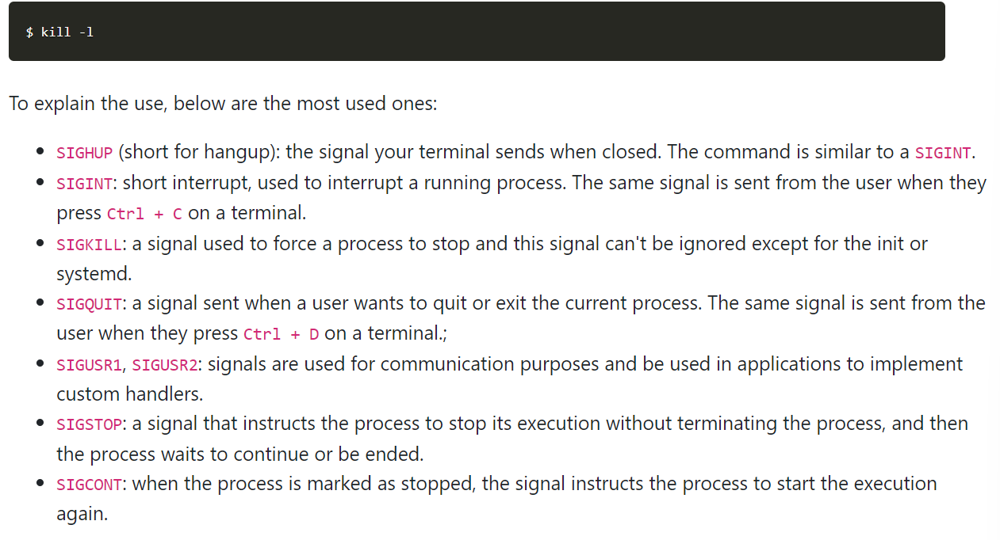 $ kill -l
To explain the use, below are the most used ones:
• SIGHUP (short for hangup): the signal your terminal sends when closed. The command is similar to a SIGINT.
• SIGINT: short interrupt, used to interrupt a running process. The same signal is sent from the user when they
press Ctrl + C on a terminal.
• SIGKILL: a signal used to force a process to stop and this signal can't be ignored except for the init or
systemd.
• SIGQUIT: a signal sent when a user wants to quit or exit the current process. The same signal is sent from the
user when they press Ctrl + D on a terminal.;
• SIGUSR1, SIGUSR2: signals are used for communication purposes and be used in applications to implement
custom handlers.
• SIGSTOP: a signal that instructs the process to stop its execution without terminating the process, and then
the process waits to continue or be ended.
• SIGCONT: when the process is marked as stopped, the signal instructs the process to start the execution
again.